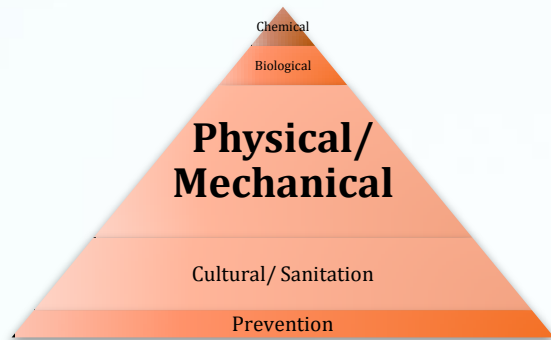 Chemical
Biological
Physical/
Mechanical
Cultural/ Sanitation
Prevention